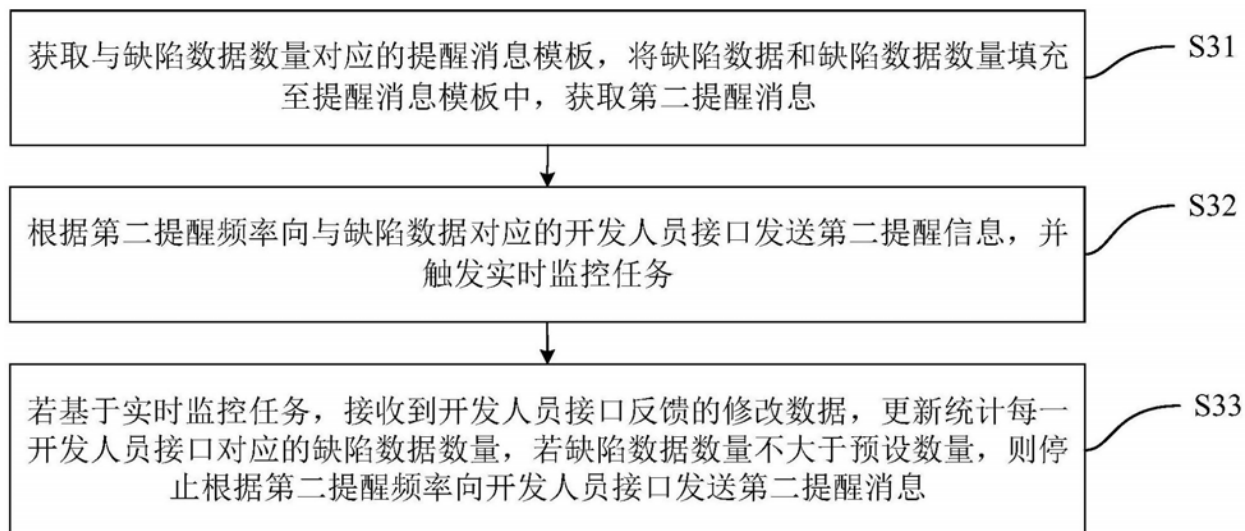 获取与缺陷数据数量对应的提醒消息模板，将缺陷数据和缺陷数据数量填充
至提醒消息模板中，获取第二提醒消息
S31
根据第二提醒频率向与缺陷数据对应的开发人员接口发送第二提醒信息，并
触发实时监控任务
S32
若基于实时监控任务，接收到开发人员接口反馈的修改数据，更新统计每一
开发人员接口对应的缺陷数据数量，若缺陷数据数量不大于预设数量，则停
止根据第二提醒频率向开发人员接口发送第二提醒消息
S33